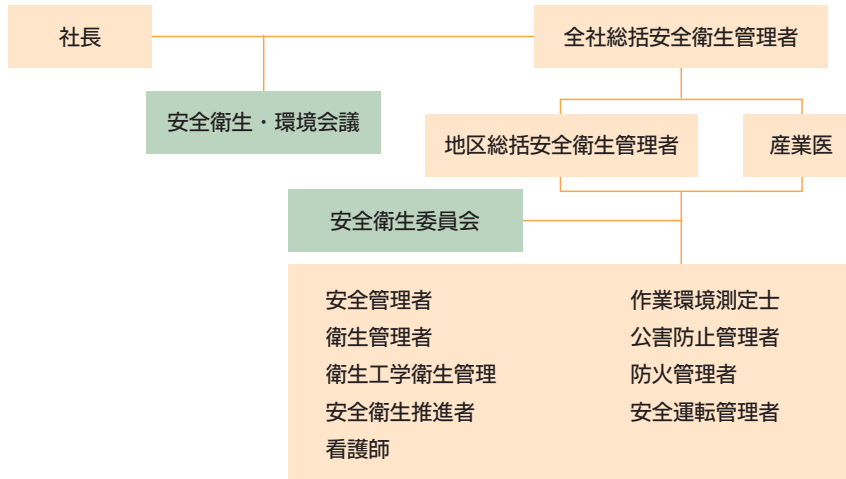 社長
全社総括安全衛生管理者
安全衛生・環境会議
地区総括安全衛生管理者
産業医
安全衛生委員会
安全管理者
衛生管理者
衛生工学衛生管理
安全衛生推進者
看護師
作業環境測定士
公害防止管理者
防火管理者
安全運転管理者